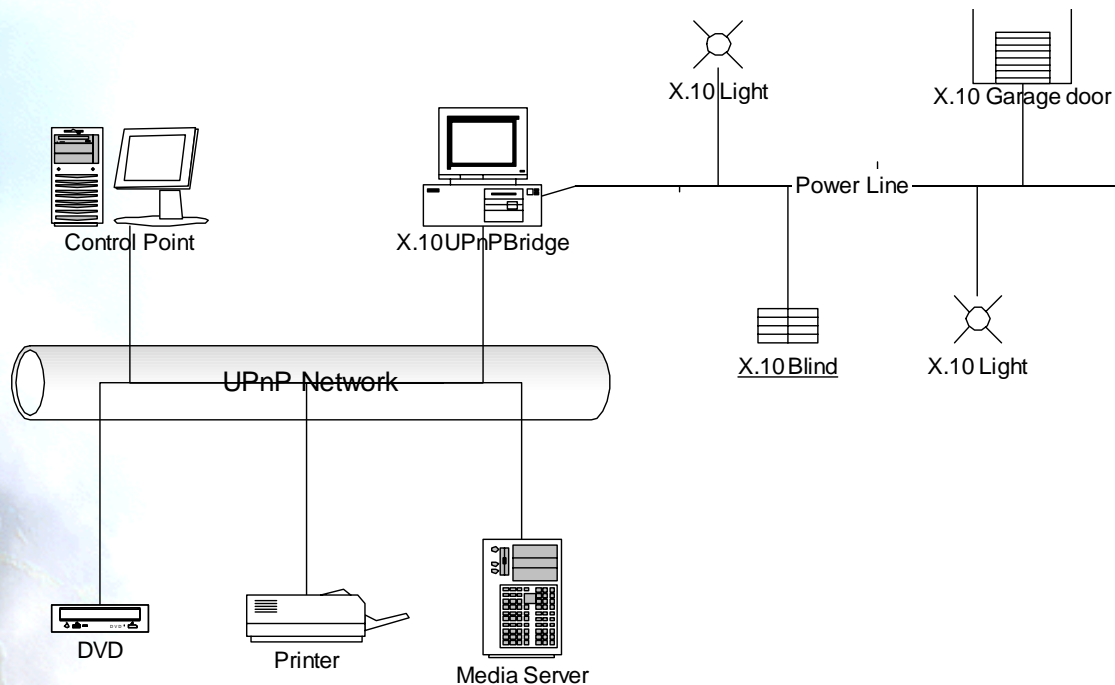 X.10 Light
X.10 Garage door
Control Point
X.10UPnPBridge
Power Line
X.10 Blind
X.10 Light
UPnP Network
DVD
Printer
Media Server